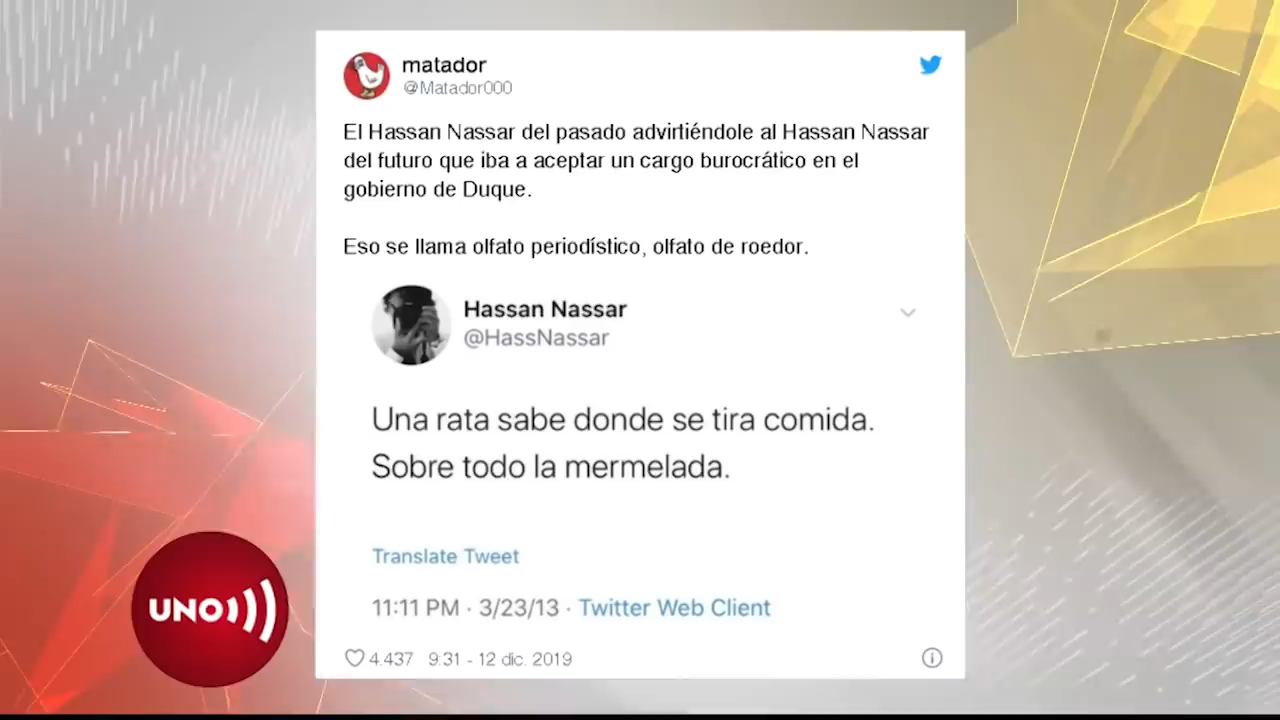 matador
@Matador000
El Hassan Nassar del pasado advirtiéndole al Hassan Nassar
del futuro que iba a aceptar un cargo burocrático en el
gobierno de Duque.
Eso se llama olfato periodístico, olfato de roedor.
Hassan Nassar
@HassNassar
Una rata sabe donde se tira comida.
Sobre todo la mermelada.
Translate Tweet
11:11 PM · 3/23/13 · Twitter Web Client
4.437 9:31 - 12 dic. 2019
UNO